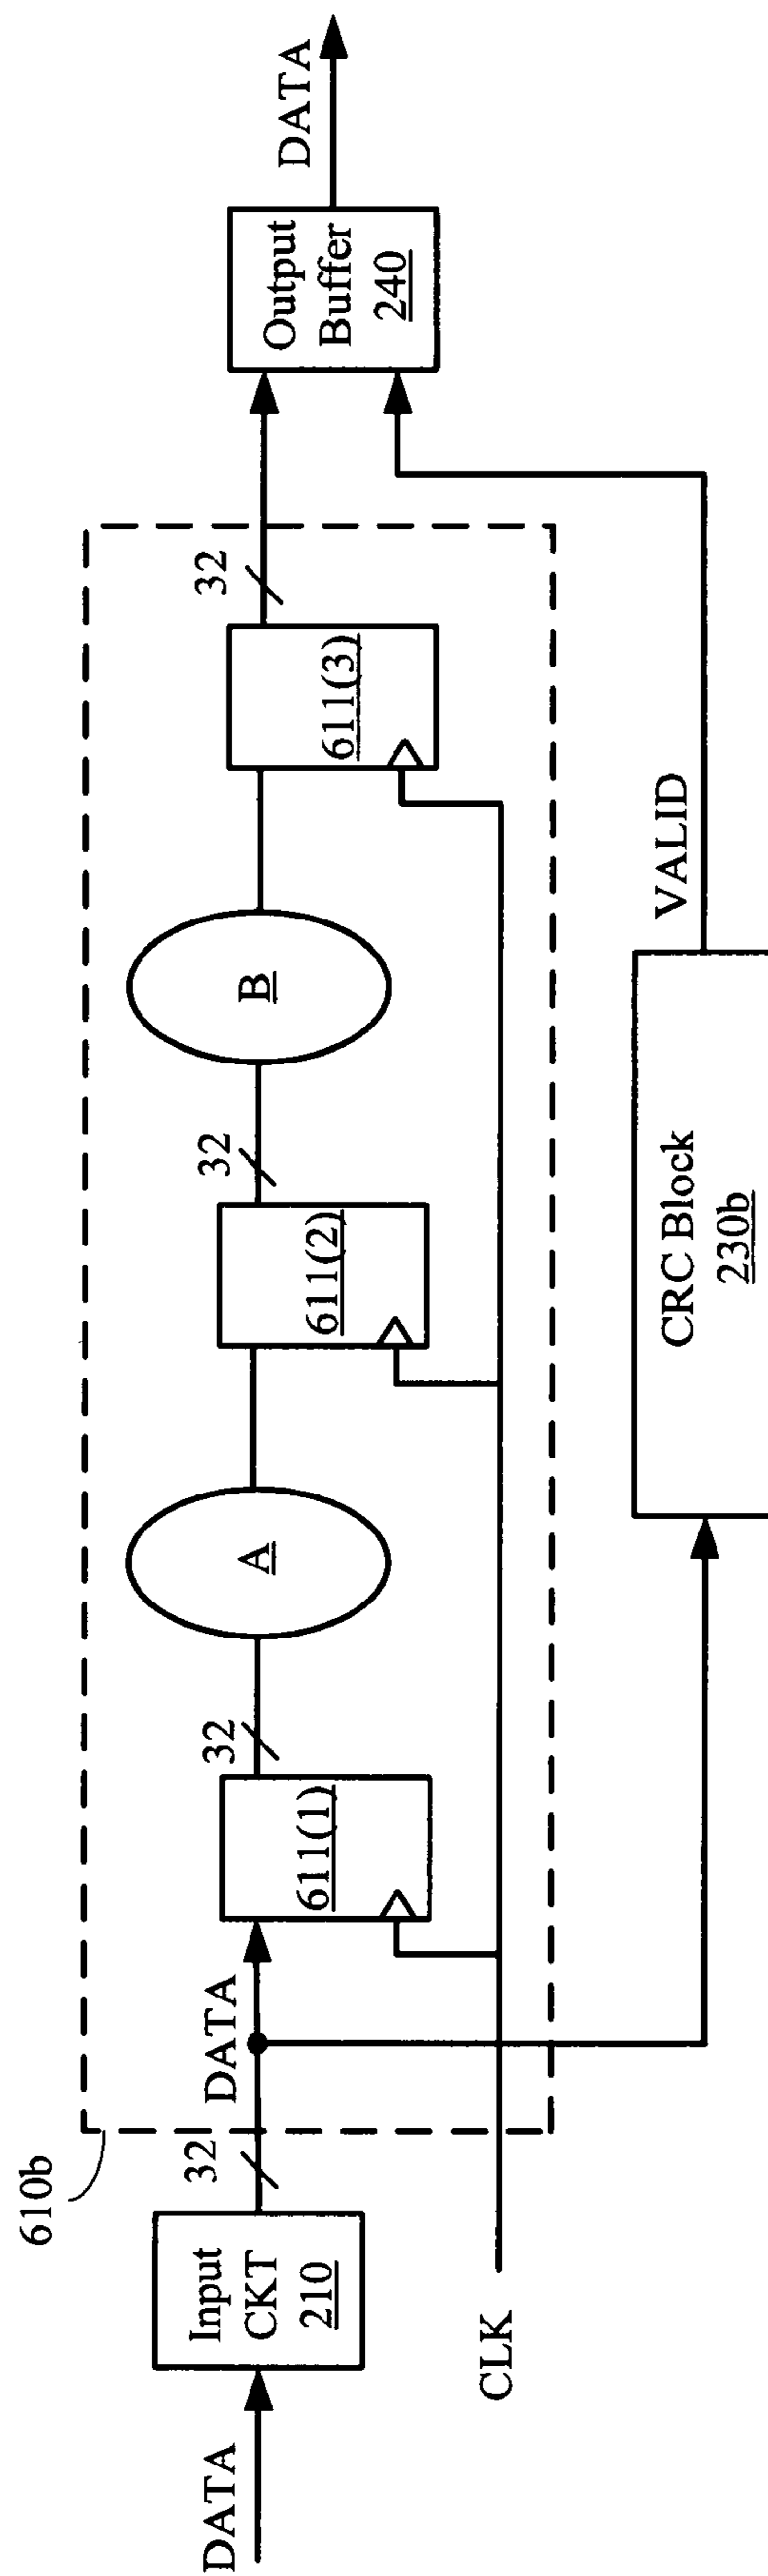 610b
DATA
Input
CKT
210
32
DATA
611(1)
32
A
611(2)
32
B
611(3)
32
Output
Buffer
240
DATA
CLK
CRC Block
230b
VALID